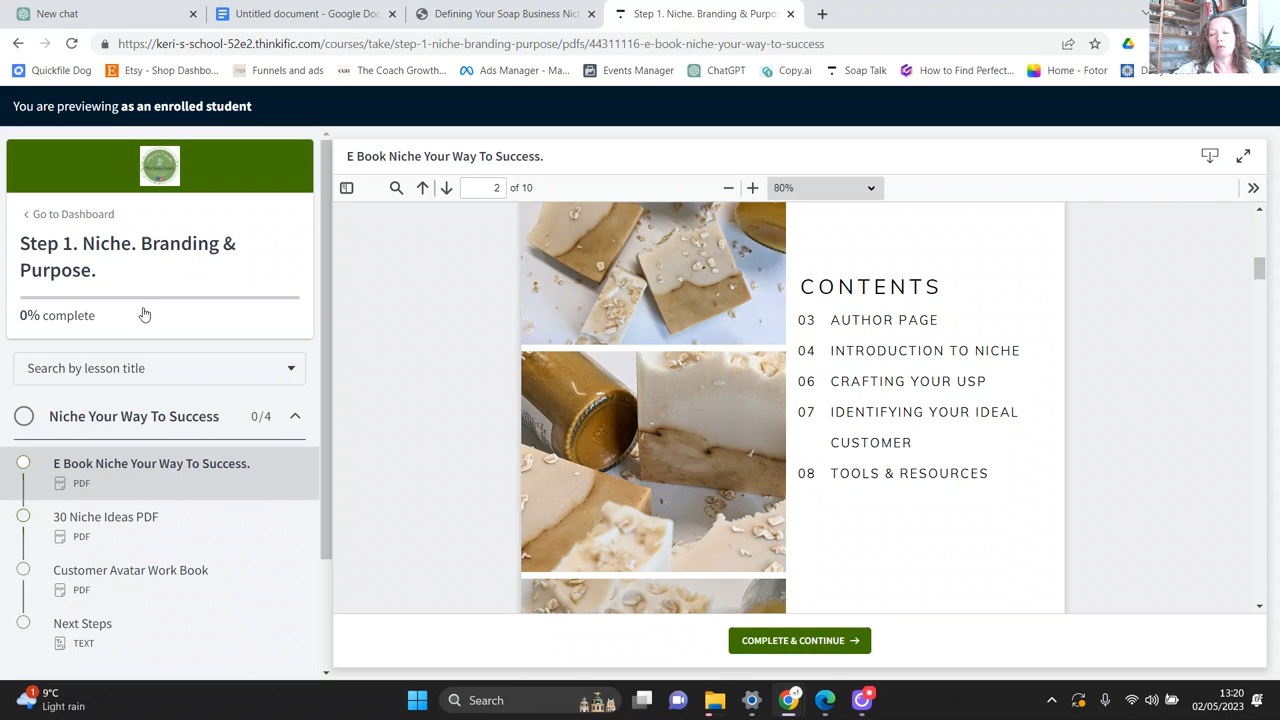 New chat
Untitled document - Google Doc
Defining Your Soap Business Nich
Step 1. Niche. Branding & Purpo
https://keri-s-school-52e2.thinkific.com/courses/take/step-1-niche-branding-purpose/pdfs/44311116-e-book-niche-your-way-to-success
Quickfile Dog
Etsy - Shop Dashbo...
Funnels and ads
The Coach Growth...
Ads Manager - Ma...
Events Manager
ChatGPT
Copy.ai
Soap Talk
How to Find Perfect...
Home - Fotor
You are previewing as an enrolled student
Go to Dashboard
Step 1. Niche. Branding &
Purpose.
0% complete
Search by lesson title
Niche Your Way To Success 0/4
E Book Niche Your Way To Success.
PDF
30 Niche Ideas PDF
PDF
Customer Avatar Work Book
PDF
Next Steps
TEXT
E Book Niche Your Way To Success.
2 of 10
80%
CONTENTS
03 AUTHOR PAGE
04 INTRODUCTION TO NICHE
06 CRAFTING YOUR USP
07 IDENTIFYING YOUR IDEAL
CUSTOMER
08 TOOLS & RESOURCES
COMPLETE & CONTINUE
1
9°C
Light rain
Search
13:20
02/05/2023